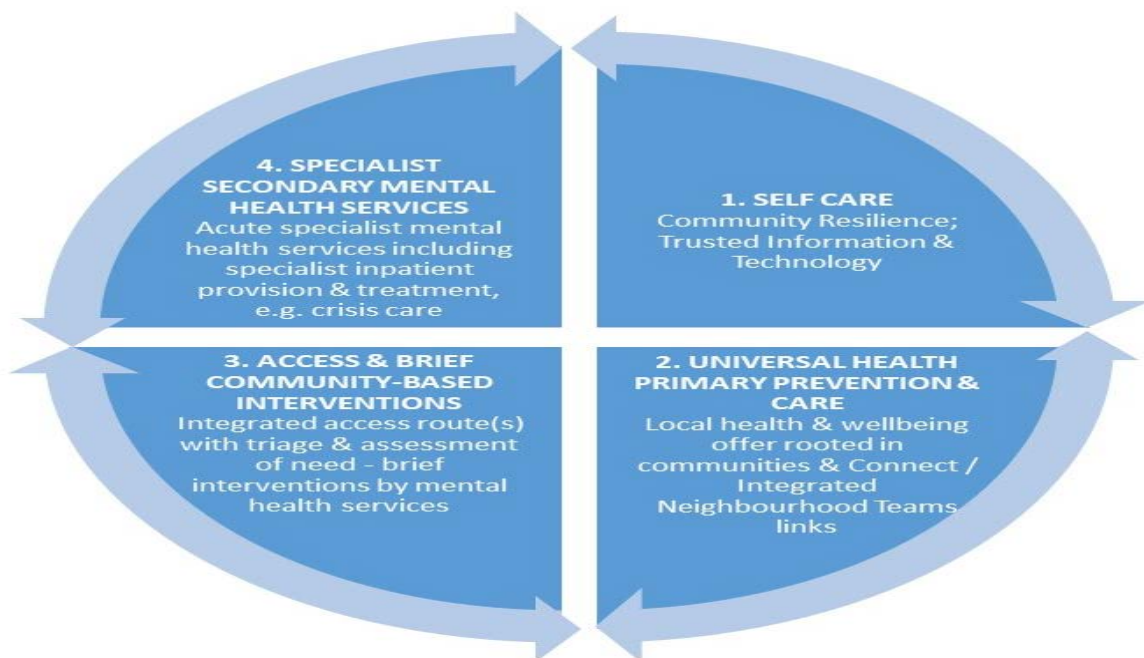 1. SELF CARE
Community Resilience;
Trusted Information &
Technology
2. UNIVERSAL HEALTH
PRIMARY PREVENTION &
CARE
Local health & wellbeing
offer rooted in
communities & Connect /
Integrated
Neighbourhood Teams
links
3. ACCESS & BRIEF
COMMUNITY-BASED
INTERVENTIONS
Integrated access route(s)
with triage & assessment
of need - brief
interventions by mental
health services
4. SPECIALIST
SECONDARY MENTAL
HEALTH SERVICES
Acute specialist mental
health services including
specialist inpatient
provision & treatment,
e.g. crisis care